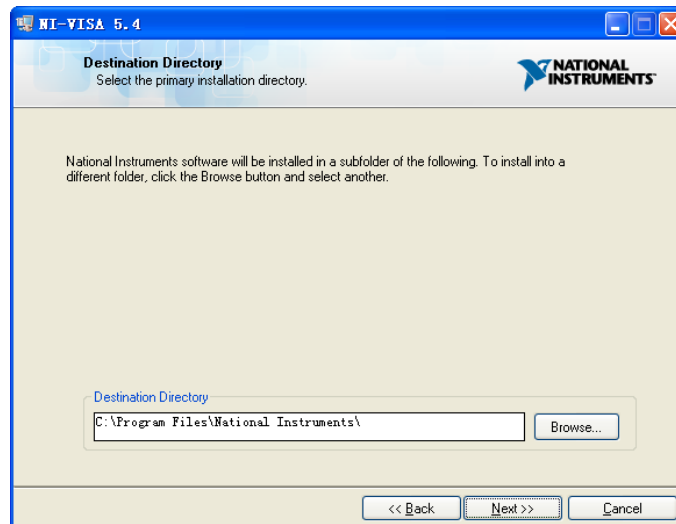 NI-VISA 5.4
Destination Directory
Select the primary installation directory.
NATIONAL
INSTRUMENTS™
National Instruments software will be installed in a subfolder of the following. To install into a
different folder, click the Browse button and select another.
Destination Directory
C:\Program Files\National Instruments\
Browse...
<< Back
Next >>
Cancel